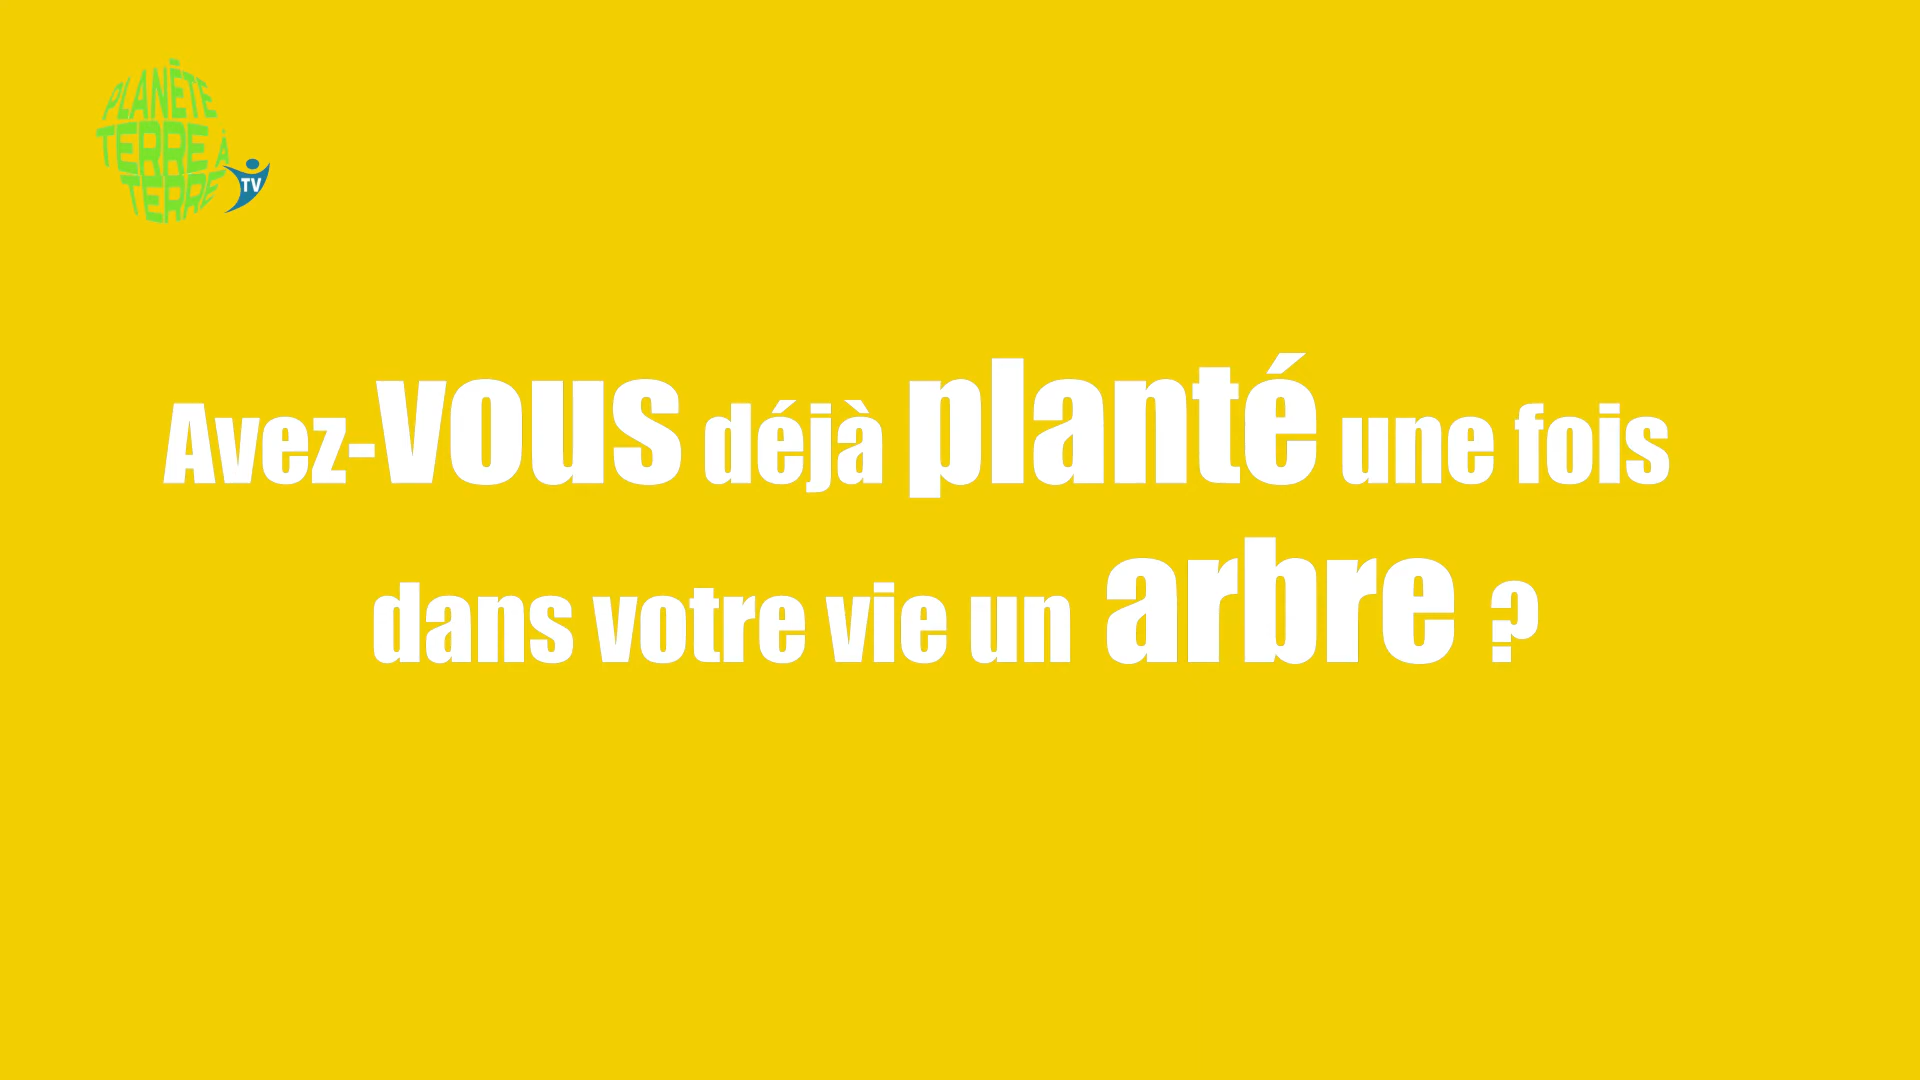 PLANÈTE
TERRE À
TERRE
TV
Avez-vous déjà planté une fois
dans votre vie un arbre ?